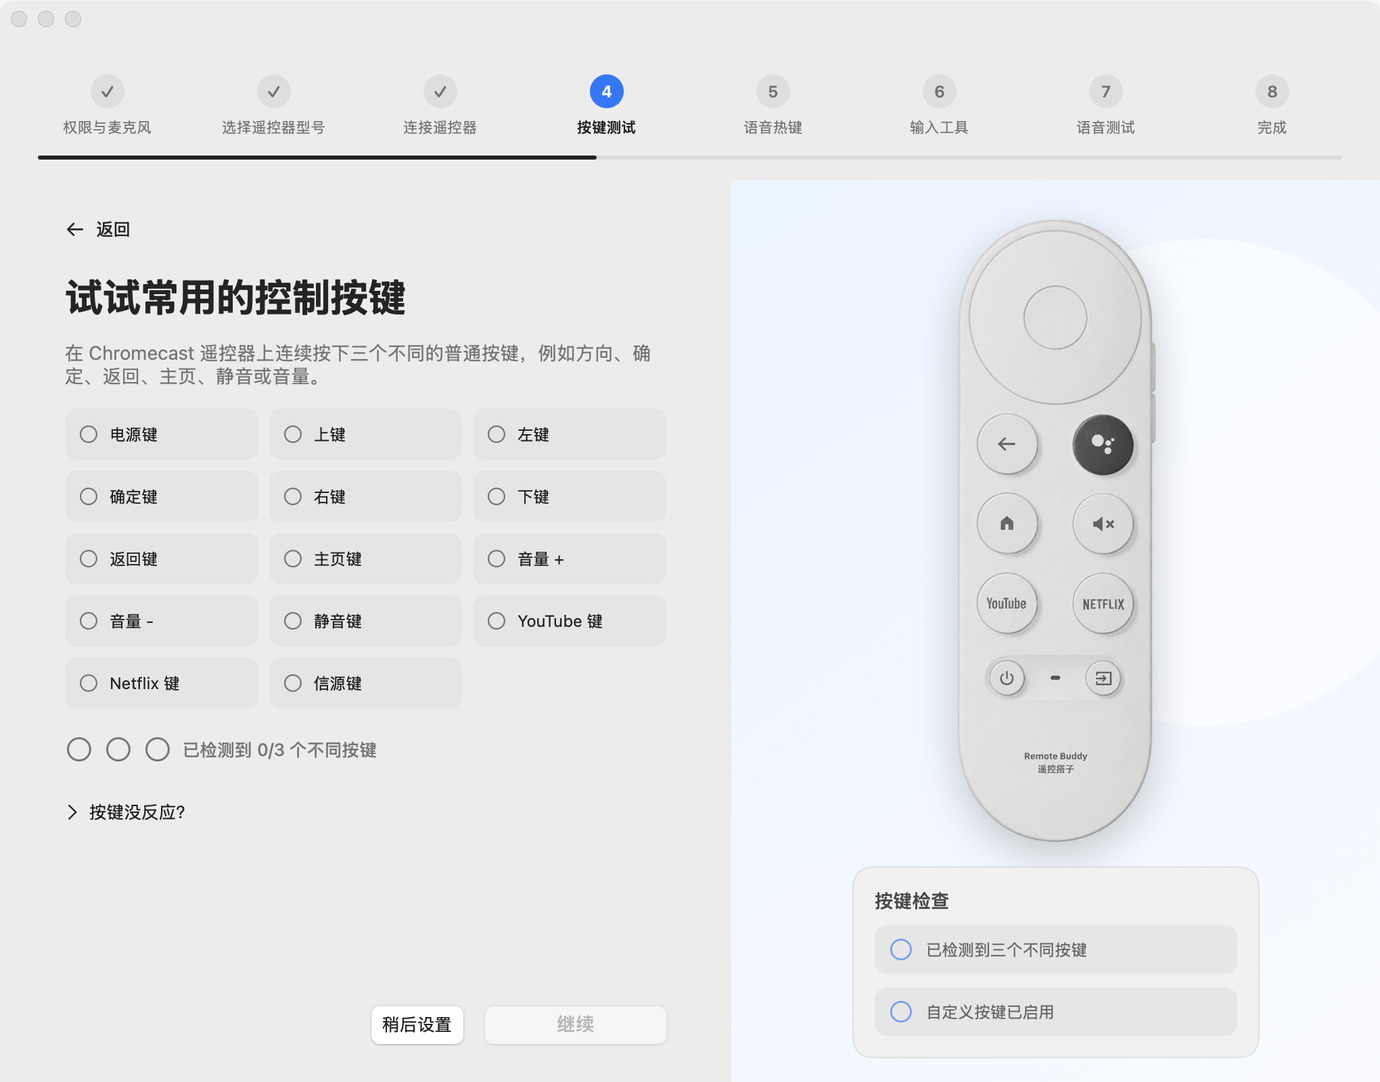 权限与麦克风
选择遥控器型号
连接遥控器
4
按键测试
5
语音热键
6
输入工具
7
语音测试
8
完成
返回
试试常用的控制按键
在 Chromecast 遥控器上连续按下三个不同的普通按键，例如方向、确
定、返回、主页、静音或音量。
电源键
上键
左键
确定键
右键
下键
返回键
主页键
音量 +
音量 -
静音键
YouTube 键
Netflix 键
信源键
已检测到 0/3 个不同按键
按键没反应？
稍后设置
继续
YouTube
NETFLIX
Remote Buddy
遥控搭子
按键检查
已检测到三个不同按键
自定义按键已启用